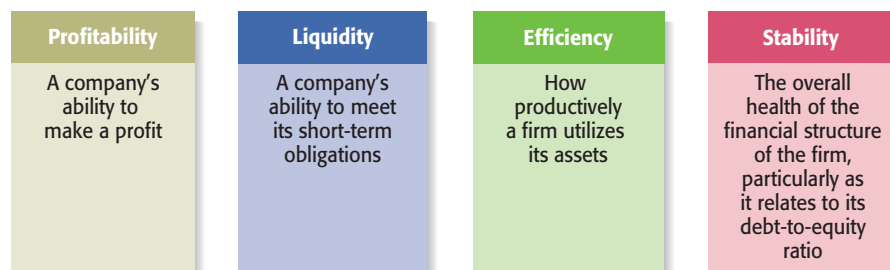 Profitability
A company's
ability to
make a profit
Liquidity
A company's
ability to meet
its short-term
obligations
Efficiency
How
productively
a firm utilizes
its assets
Stability
The overall
health of the
financial structure
of the firm,
particularly as
it relates to its
debt-to-equity
ratio